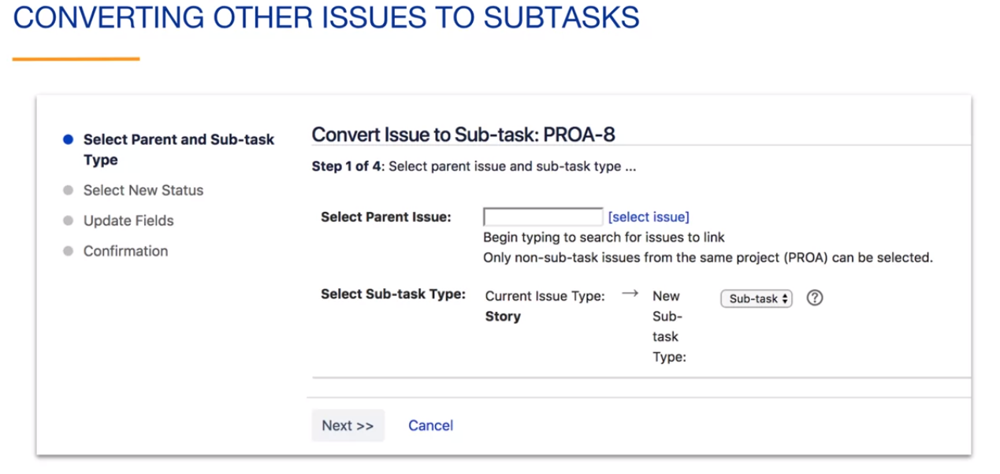 CONVERTING OTHER ISSUES TO SUBTASKS
Select Parent and Sub-task
Type
Select New Status
Update Fields
Confirmation
Convert Issue to Sub-task: PROA-8
Step 1 of 4: Select parent issue and sub-task type ...
Select Parent Issue: [select issue]
Begin typing to search for issues to link
Only non-sub-task issues from the same project (PROA) can be selected.
Select Sub-task Type: Current Issue Type: → New Sub-task ?
Story Sub-
task
Type:
Next >> Cancel